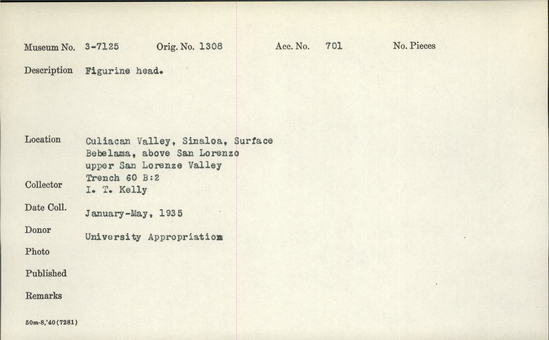 Museum No. 3-7125 Orig. No. 1308 Acc. No. 701 No. Pieces
Description Figurine head.
Location Culiacan Valley, Sinaloa, Surface
Bebelama, above San Lorenzo
upper San Lorenzo Valley
Trench 60 B:2
Collector I. T. Kelly
Date Coll. January-May, 1935
Donor University Appropriation
Photo
Published
Remarks
50m-8,'40(7281)